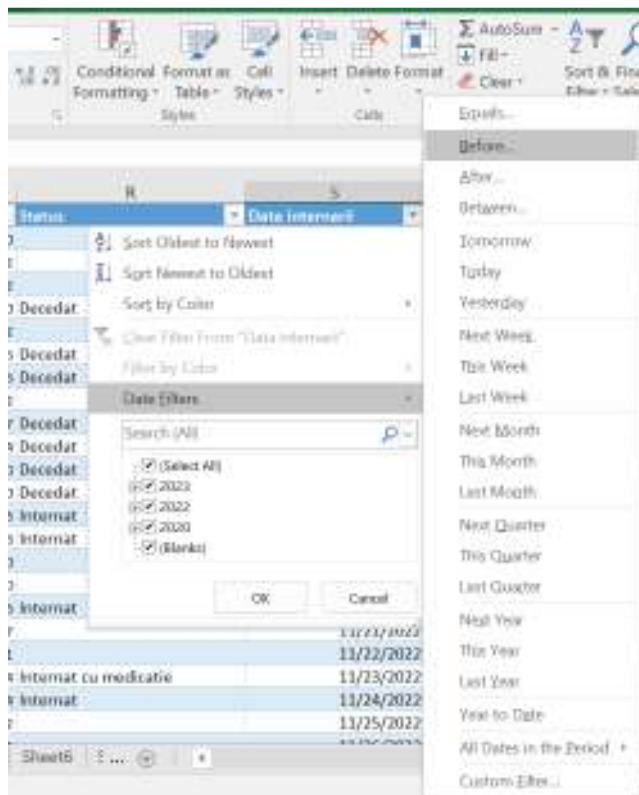 AutoSum
Fill
Clear
Conditional Formatting
Format as Table
Cell Styles
Insert Delete Format
Sort & Filter
Styles
Cells
R
S
Status
Data internarii
Sort Oldest to Newest
Sort Newest to Oldest
Sort by Color
Clear Filter From "Data internarii"
Filter by Color
Date Filters
Search (All)
(Select All)
2023
2022
2020
(Blanks)
OK
Cancel
Equals...
Before...
After...
Between...
Tomorrow
Today
Yesterday
Next Week
This Week
Last Week
Next Month
This Month
Last Month
Next Quarter
This Quarter
Last Quarter
Next Year
This Year
Last Year
Year to Date
All Dates in the Period
Custom Filter...
Decedat
Decedat
Decedat
Decedat
Decedat
Decedat
Decedat
Internat
Internat
Internat
11/21/2022
11/22/2022
Internat cu medicatie 11/23/2022
Internat 11/24/2022
11/25/2022
11/26/2022
Sheet6
...